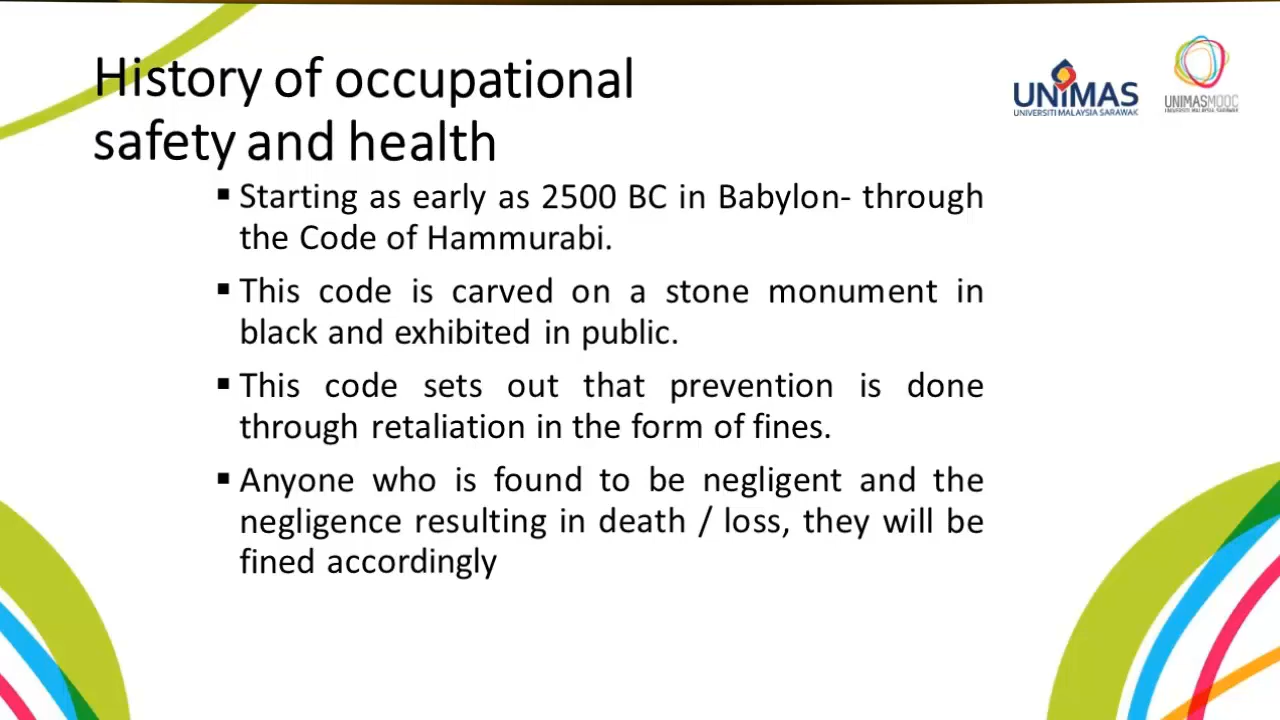 History of occupational
safety and health
UNIMAS
UNIVERSITI MALAYSIA SARAWAK
UNIMASMOOC
UNIVERSITI MALAYSIA SARAWAK
▪ Starting as early as 2500 BC in Babylon- through
the Code of Hammurabi.
▪ This code is carved on a stone monument in
black and exhibited in public.
▪ This code sets out that prevention is done
through retaliation in the form of fines.
▪ Anyone who is found to be negligent and the
negligence resulting in death / loss, they will be
fined accordingly